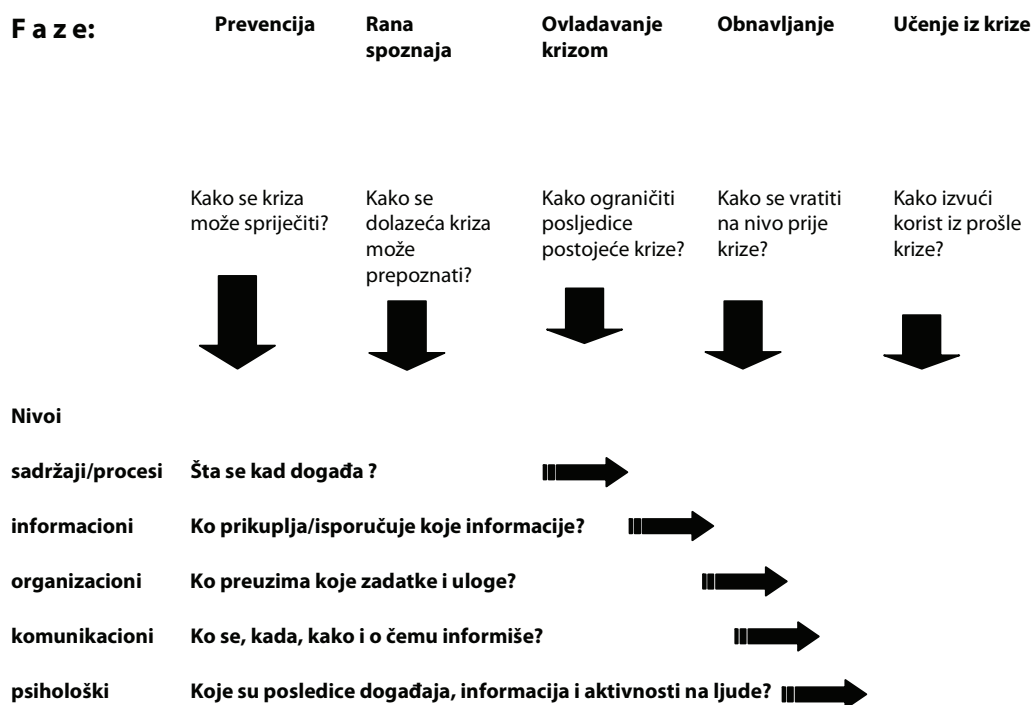 F a z e: Prevencija Rana spoznaja Ovladavanje krizom Obnavljanje Učenje iz krize
Kako se kriza može spriječiti?
Kako se dolazeća kriza može prepoznati?
Kako ograničiti posljedice postojeće krize?
Kako se vratiti na nivo prije krize?
Kako izvući korist iz prošle krize?
Nivoi
sadržaji/procesi Šta se kad događa ?
informacioni Ko prikuplja/isporučuje koje informacije?
organizacioni Ko preuzima koje zadatke i uloge?
komunikacioni Ko se, kada, kako i o čemu informiše?
psihološki Koje su posledice događaja, informacija i aktivnosti na ljude?